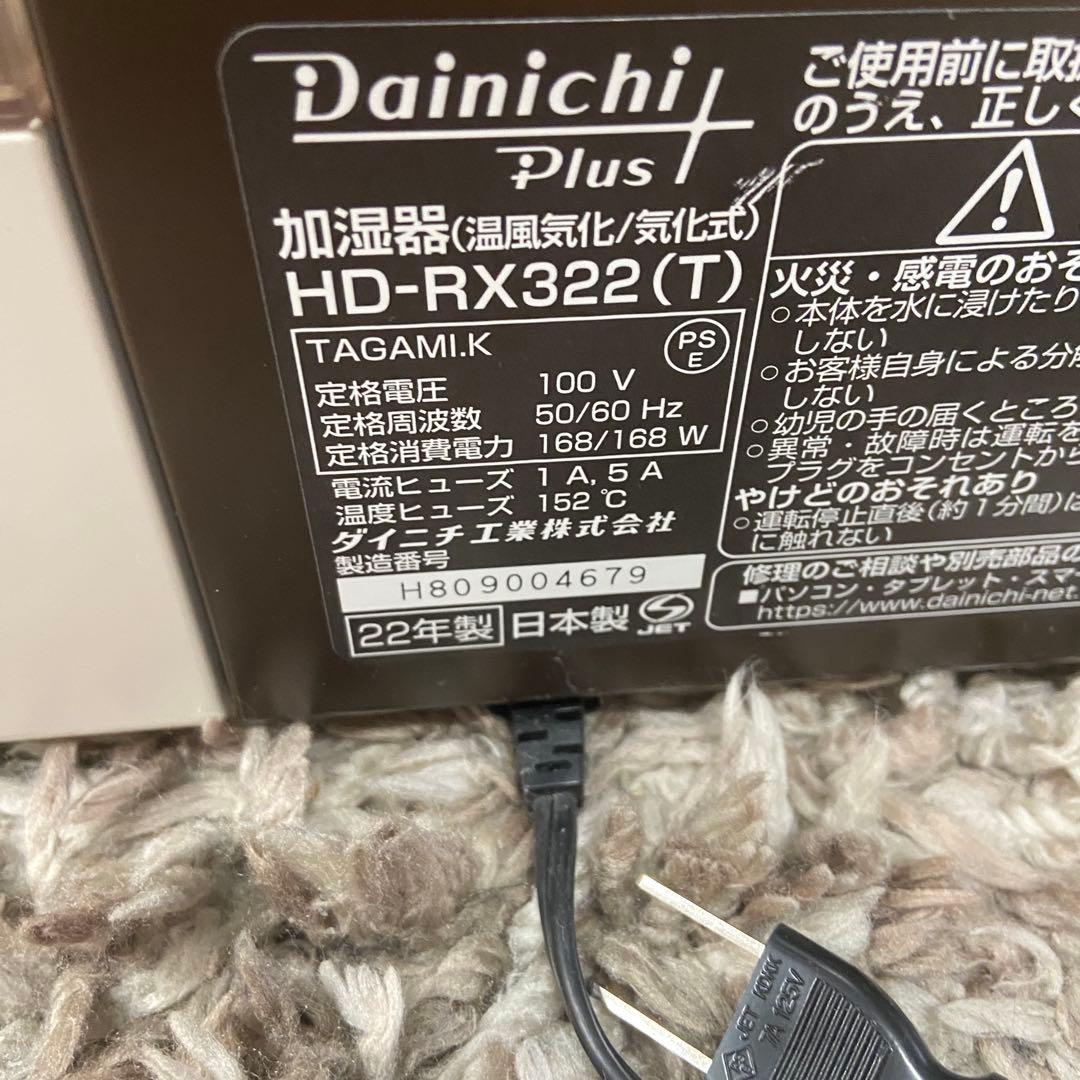 Dainichi
Plus
加湿器(温風気化/気化式)
HD-RX322(T)
TAGAMI.K
PS
E
定格電圧 100 V
定格周波数 50/60 Hz
定格消費電力 168/168 W
電流ヒューズ 1 A, 5 A
温度ヒューズ 152 ℃
ダイニチ工業株式会社
製造番号
H809004679
22年製 日本製
JET
ご使用前に取扱
のうえ、正しく
火災・感電のおそ
○本体を水に浸けたり
しない
○お客様自身による分解
しない
○幼児の手の届くところ
○異常・故障時は運転を
プラグをコンセントから
やけどのおそれあり
○運転停止直後(約1分間)は
に触れない
修理のご相談や別売部品の
■パソコン・タブレット・スマー
https://www.dainichi-net.
JET KDKK
7A 125V